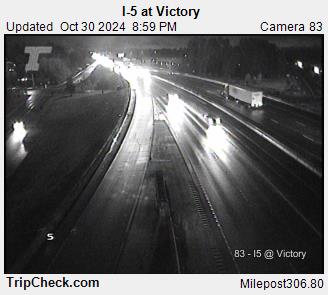 I-5 at Victory
Updated Oct 30 2024 8:59 PM Camera 83
T
S
83 - I5 @ Victory
TripCheck.com Milepost306.80